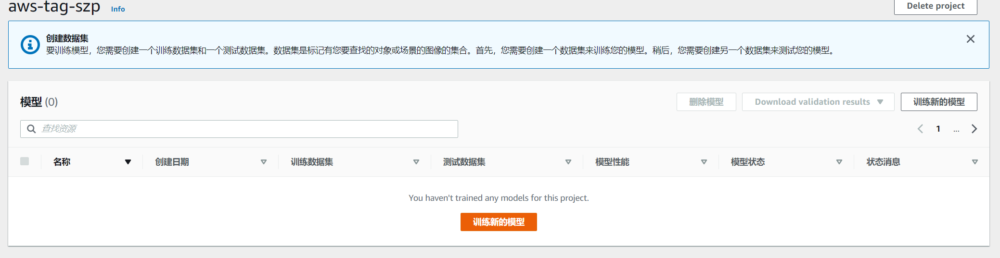 aws-tag-szp Info
Delete project
创建数据集
要训练模型，您需要创建一个训练数据集和一个测试数据集。数据集是标记有您要查找的对象或场景的图像的集合。首先，您需要创建一个数据集来训练您的模型。稍后，您需要创建另一个数据集来测试您的模型。
模型 (0)
删除模型 Download validation results 训练新的模型
查找资源
1 ...
名称 创建日期 训练数据集 测试数据集 模型性能 模型状态 状态消息
You haven't trained any models for this project.
训练新的模型